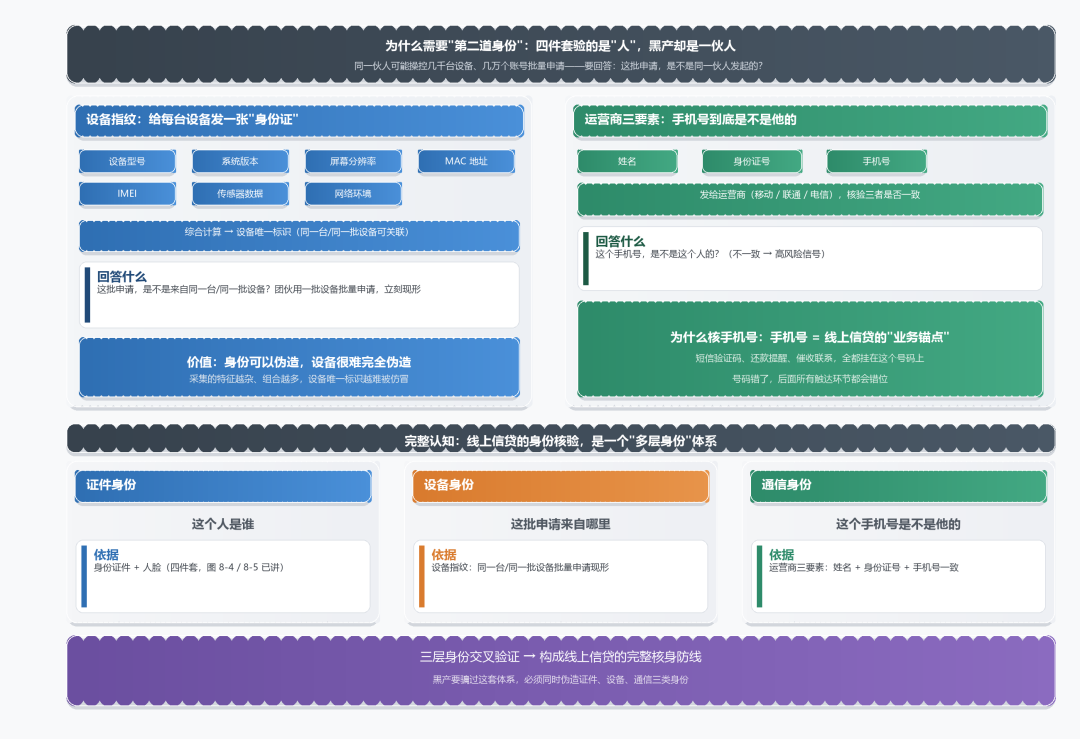 为什么需要"第二道身份"：四件套验的是"人"，黑产却是一伙人
同一伙人可能操控几千台设备、几万个账号批量申请——要回答：这批申请，是不是同一伙人发起的？
设备指纹：给每台设备发一张"身份证"
设备型号
系统版本
屏幕分辨率
MAC 地址
IMEI
传感器数据
网络环境
综合计算 → 设备唯一标识（同一台/同一批设备可关联）
回答什么
这批申请，是不是来自同一台/同一批设备？团伙用一批设备批量申请，立刻现形
价值：身份可以伪造，设备很难完全伪造
采集的特征越杂、组合越多，设备唯一标识越难被仿冒
运营商三要素：手机号到底是不是他的
姓名
身份证号
手机号
发给运营商（移动 / 联通 / 电信），核验三者是否一致
回答什么
这个手机号，是不是这个人的？（不一致 → 高风险信号）
为什么核手机号：手机号 = 线上信贷的"业务锚点"
短信验证码、还款提醒、催收联系，全都挂在这个号码上
号码错了，后面所有触达环节都会错位
完整认知：线上信贷的身份核验，是一个"多层身份"体系
证件身份
这个人是谁
依据
身份证件 + 人脸（四件套，图 8-4 / 8-5 已讲）
设备身份
这批申请来自哪里
依据
设备指纹：同一台/同一批设备批量申请现形
通信身份
这个手机号是不是他的
依据
运营商三要素：姓名 + 身份证号 + 手机号一致
三层身份交叉验证 → 构成线上信贷的完整核身防线
黑产要骗过这套体系，必须同时伪造证件、设备、通信三类身份